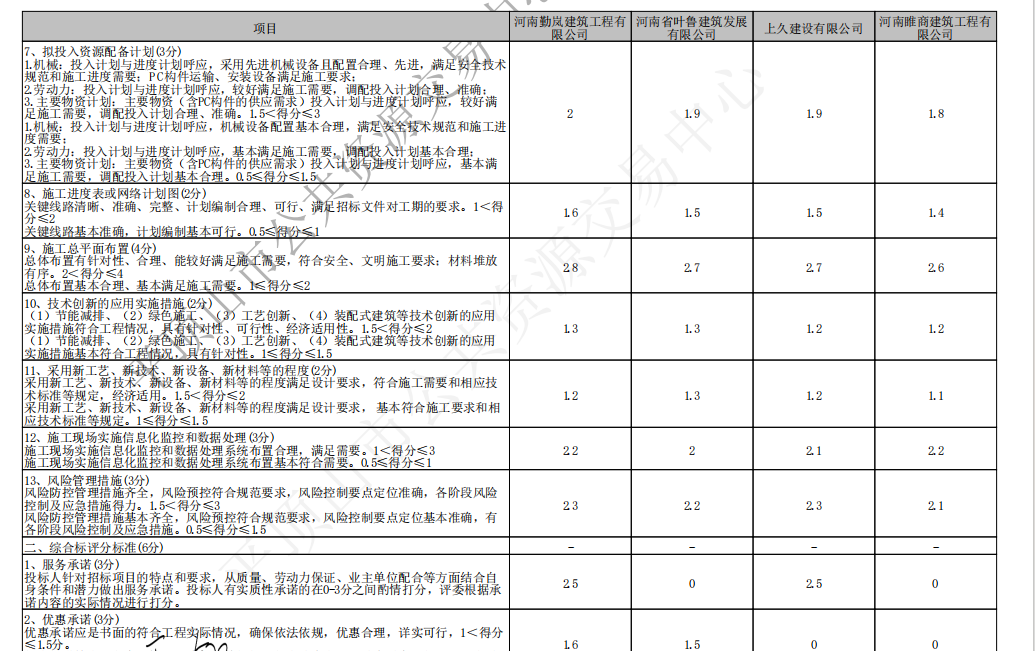 项目
河南勤岚建筑工程有
限公司
河南省叶鲁建筑发展
有限公司
上久建设有限公司
河南睢商建筑工程有
限公司
7、拟投入资源配备计划(3分)
1.机械：投入计划与进度计划呼应，采用先进机械设备且配置合理、先进，满足安全技术
规范和施工进度需要；PC构件运输、安装设备满足施工要求；
2.劳动力：投入计划与进度计划呼应，较好满足施工需要，调配投入计划合理、准确；
3.主要物资计划：主要物资（含PC构件的供应需求）投入计划与进度计划呼应，较好满
足施工需要，调配投入计划合理、准确。1.5<得分≤3
1.机械：投入计划与进度计划呼应，机械设备配置基本合理，满足安全技术规范和施工进
度需要；
2.劳动力：投入计划与进度计划呼应，基本满足施工需要，调配投入计划基本合理；
3.主要物资计划：主要物资（含PC构件的供应需求）投入计划与进度计划呼应，基本满
足施工需要，调配投入计划基本合理。0.5≤得分≤1.5
2 1.9 1.9 1.8
8、施工进度表或网络计划图(2分)
关键线路清晰、准确、完整、计划编制合理、可行、满足招标文件对工期的要求。1<得
分≤2
关键线路基本准确，计划编制基本可行。0.5≤得分≤1
1.6 1.5 1.5 1.4
9、施工总平面布置(4分)
总体布置有针对性、合理、能较好满足施工需要，符合安全、文明施工要求；材料堆放
有序。2<得分≤4
总体布置基本合理、基本满足施工需要。1≤得分≤2
2.8 2.7 2.7 2.6
10、技术创新的应用实施措施(2分)
（1）节能减排、（2）绿色施工、（3）工艺创新、（4）装配式建筑等技术创新的应用
实施措施符合工程情况，具有针对性、可行性、经济适用性。1.5<得分≤2
（1）节能减排、（2）绿色施工、（3）工艺创新、（4）装配式建筑等技术创新的应用
实施措施基本符合工程情况，具有针对性。1≤得分≤1.5
1.3 1.3 1.2 1.2
11、采用新工艺、新技术、新设备、新材料等的程度(2分)
采用新工艺、新技术、新设备、新材料等的程度满足设计要求，符合施工需要和相应技
术标准等规定，经济适用。1.5<得分≤2
采用新工艺、新技术、新设备、新材料等的程度满足设计要求， 基本符合施工要求和相
应技术标准等规定。1≤得分≤1.5
1.2 1.3 1.2 1.1
12、施工现场实施信息化监控和数据处理(3分)
施工现场实施信息化监控和数据处理系统布置合理，满足需要。1<得分≤3
施工现场实施信息化监控和数据处理系统布置基本符合需要。0.5≤得分≤1
2.2 2 2.1 2.2
13、风险管理措施(3分)
风险防控管理措施齐全，风险预控符合规范要求，风险控制要点定位准确，各阶段风险
控制及应急措施得力。1.5<得分≤3
风险防控管理措施基本齐全，风险预控符合规范要求，风险控制要点定位基本准确，有
各阶段风险控制及应急措施。0.5≤得分≤1.5
2.3 2.2 2.3 2.1
二、综合标评分标准(6分)
- - - -
1、服务承诺(3分)
投标人针对招标项目的特点和要求，从质量、劳动力保证、业主单位配合等方面结合自
身条件和潜力做出服务承诺。投标人有实质性承诺的在0-3分之间酌情打分，评委根据承
诺内容的实际情况进行打分。
2.5 0 2.5 0
2、优惠承诺(3分)
优惠承诺应是书面的符合工程实际情况，确保依法依规，优惠合理，详实可行，1<得分
≤1.5分。
1.6 1.5 0 0
平顶山市公共资源交易中心
平顶山市公共资源交易中心